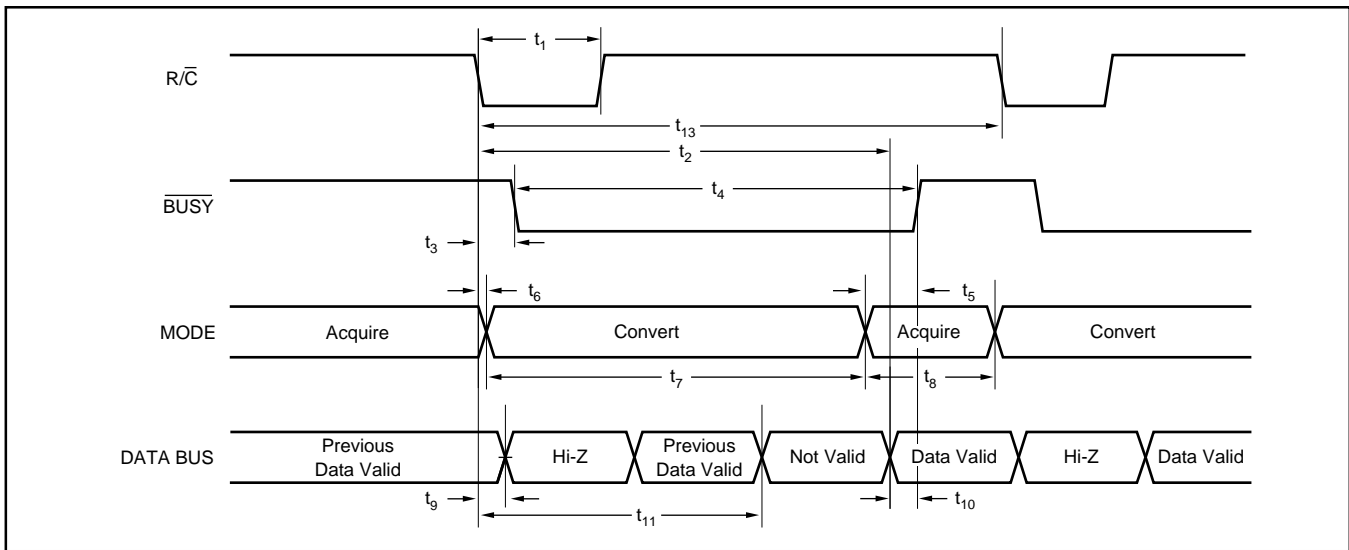 t1
R/C̅
t13
t2
B̅U̅S̅Y̅
t4
t3
t6
t5
MODE
Acquire
Convert
Acquire
Convert
t7
t8
DATA BUS
Previous
Data Valid
Hi-Z
Previous
Data Valid
Not Valid
Data Valid
Hi-Z
Data Valid
t9
t10
t11